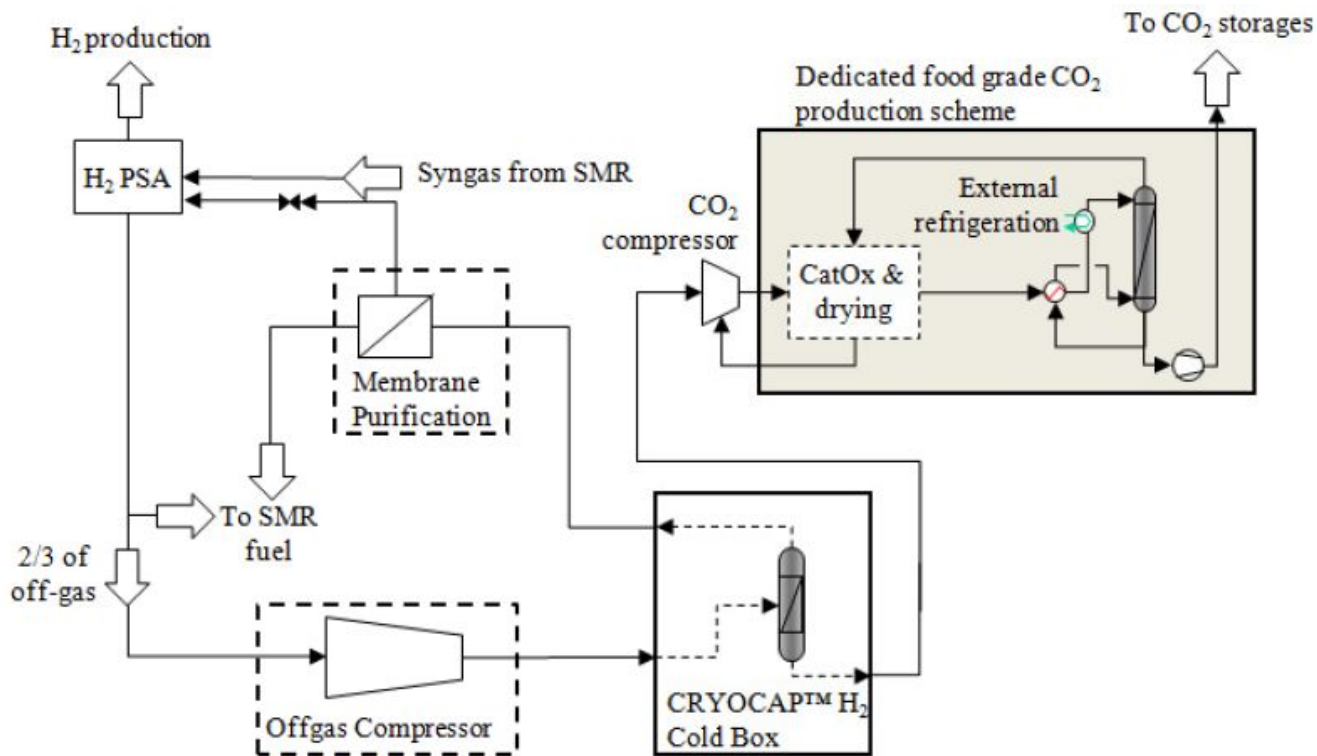 H₂ production
To CO₂ storages
Dedicated food grade CO₂
production scheme
H₂ PSA
Syngas from SMR
External
refrigeration
CO₂
compressor
CatOx &
drying
Membrane
Purification
To SMR
fuel
2/3 of
off-gas
Offgas Compressor
CRYOCAP™ H₂
Cold Box